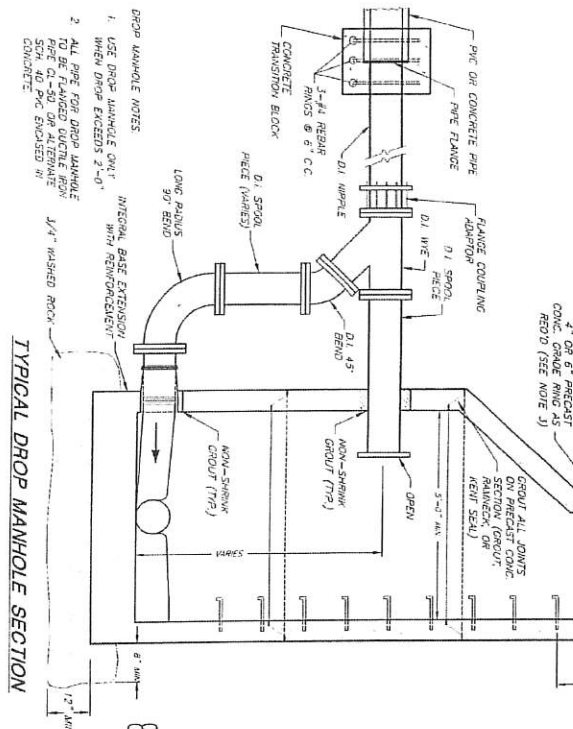 4" OR 6" PRECAST
CONC. GRADE RING AS
REQ'D (SEE NOTE 3)
GROUT ALL JOINTS
ON PRECAST CONC.
SECTION (GROUT,
RAMNECK, OR
KENT SEAL)
PVC OR CONCRETE PIPE
PIPE FLANGE
FLANGE COUPLING
ADAPTOR
D.I. WYE
D.I. SPOOL
PIECE
OPEN
5'-0" MIN.
3-#4 REBAR
RINGS @ 6" C.C.
CONCRETE
TRANSITION BLOCK
D.I. NIPPLE
D.I. 45°
BEND
NON-SHRINK
GROUT (TYP.)
VARIES
D.I. SPOOL
PIECE (VARIES)
LONG RADIUS
90° BEND
NON-SHRINK
GROUT (TYP.)
INTEGRAL BASE EXTENSION
WITH REINFORCEMENT
3/4" WASHED ROCK
8" MIN.
12"
DROP MANHOLE NOTES:
1. USE DROP MANHOLE ONLY
WHEN DROP EXCEEDS 2'-0"
2. ALL PIPE FOR DROP MANHOLE
TO BE FLANGED DUCTILE IRON
PIPE CL-50, OR ALTERNATE
SCH. 40 PVC ENCASED IN
CONCRETE.
TYPICAL DROP MANHOLE SECTION